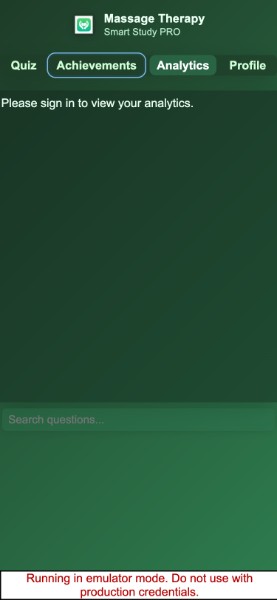 Massage Therapy
Smart Study PRO
Quiz Achievements Analytics Profile
Please sign in to view your analytics.
Search questions...
Running in emulator mode. Do not use with
production credentials.